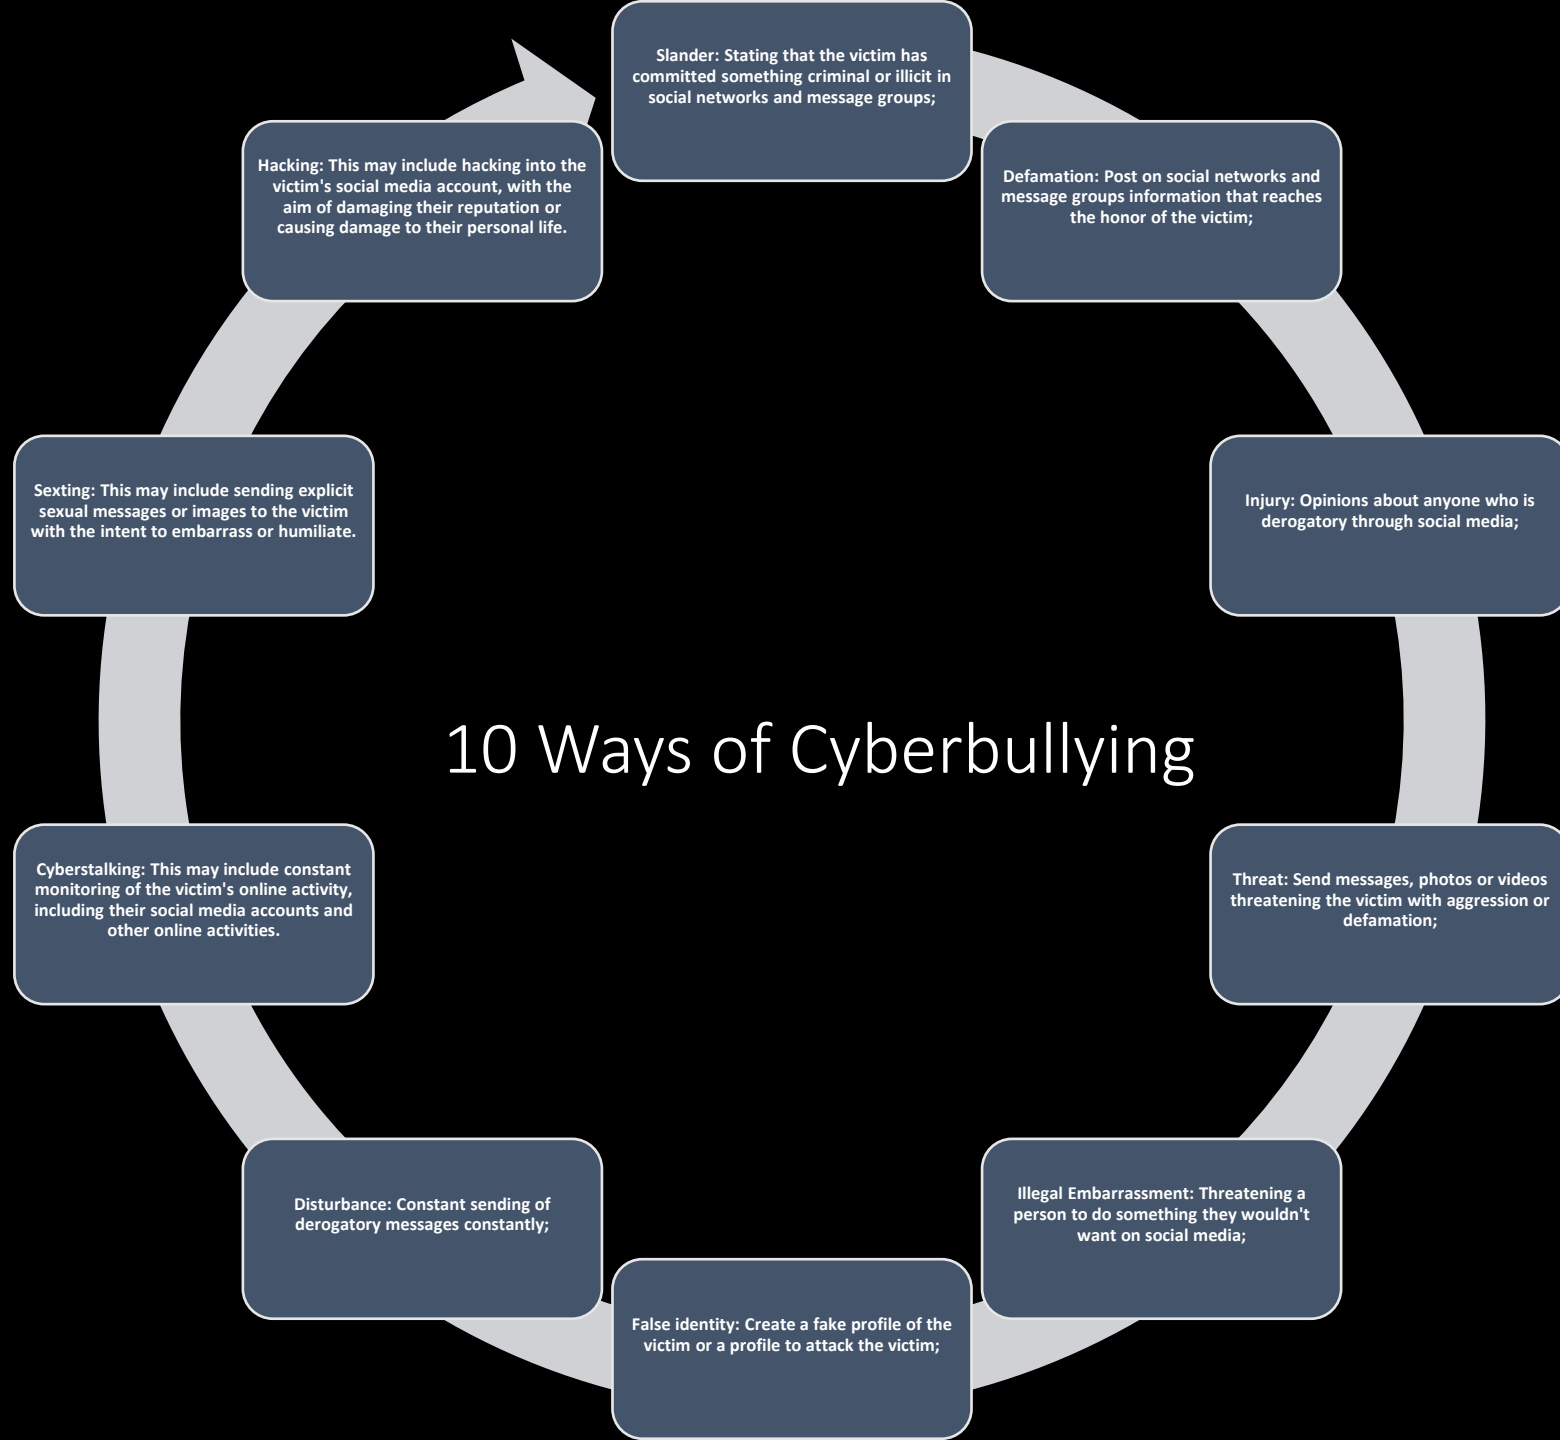 Slander: Stating that the victim has
committed something criminal or illicit in
social networks and message groups;
Defamation: Post on social networks and
message groups information that reaches
the honor of the victim;
Injury: Opinions about anyone who is
derogatory through social media;
Threat: Send messages, photos or videos
threatening the victim with aggression or
defamation;
Illegal Embarrassment: Threatening a
person to do something they wouldn't
want on social media;
False identity: Create a fake profile of the
victim or a profile to attack the victim;
Disturbance: Constant sending of
derogatory messages constantly;
Cyberstalking: This may include constant
monitoring of the victim's online activity,
including their social media accounts and
other online activities.
Sexting: This may include sending explicit
sexual messages or images to the victim
with the intent to embarrass or humiliate.
Hacking: This may include hacking into the
victim's social media account, with the
aim of damaging their reputation or
causing damage to their personal life.
10 Ways of Cyberbullying